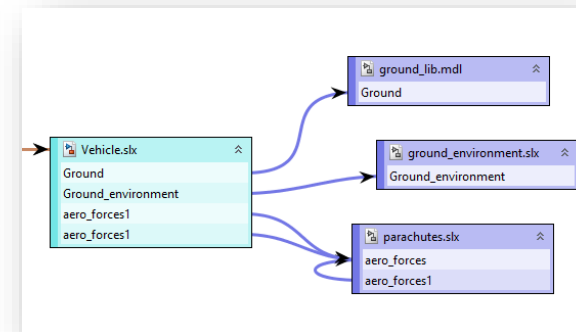 ground_lib.mdl
Ground
Vehicle.slx
Ground
Ground_environment
aero_forces1
aero_forces1
ground_environment.slx
Ground_environment
parachutes.slx
aero_forces
aero_forces1